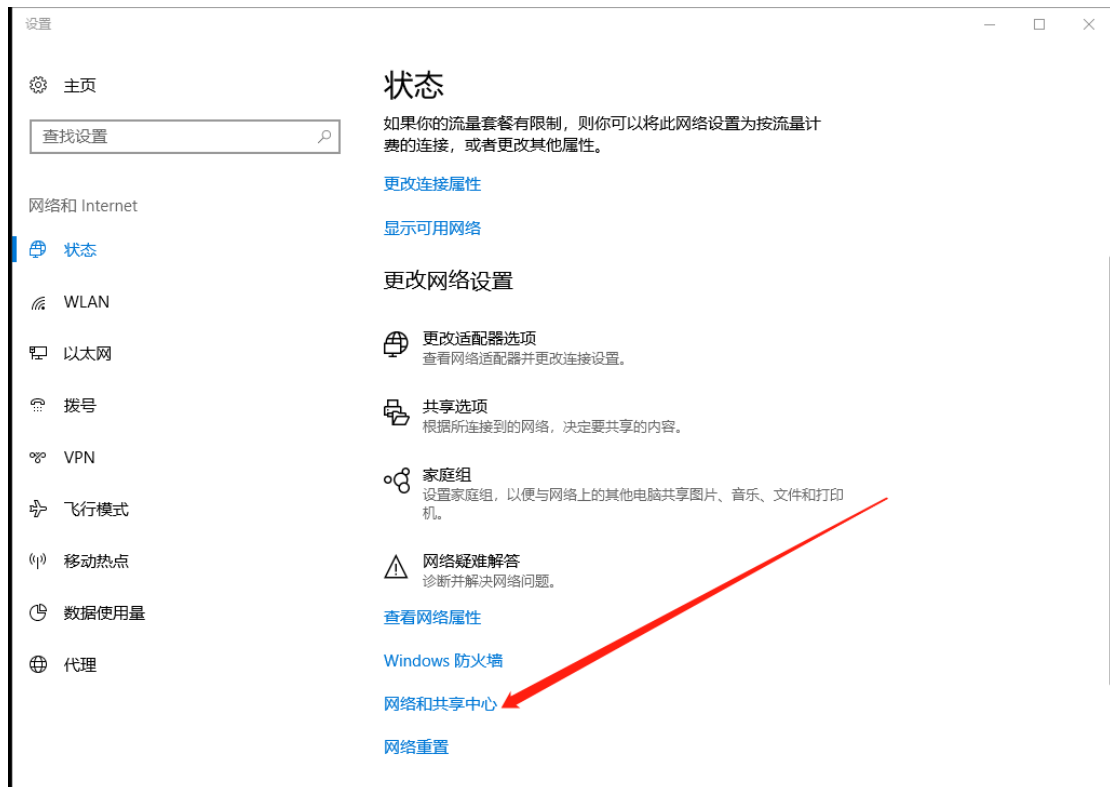 设置
主页
查找设置
网络和 Internet
状态
WLAN
以太网
拨号
VPN
飞行模式
移动热点
数据使用量
代理
状态
如果你的流量套餐有限制，则你可以将此网络设置为按流量计
费的连接，或者更改其他属性。
更改连接属性
显示可用网络
更改网络设置
更改适配器选项
查看网络适配器并更改连接设置。
共享选项
根据所连接到的网络，决定要共享的内容。
家庭组
设置家庭组，以便与网络上的其他电脑共享图片、音乐、文件和打印
机。
网络疑难解答
诊断并解决网络问题。
查看网络属性
Windows 防火墙
网络和共享中心
网络重置